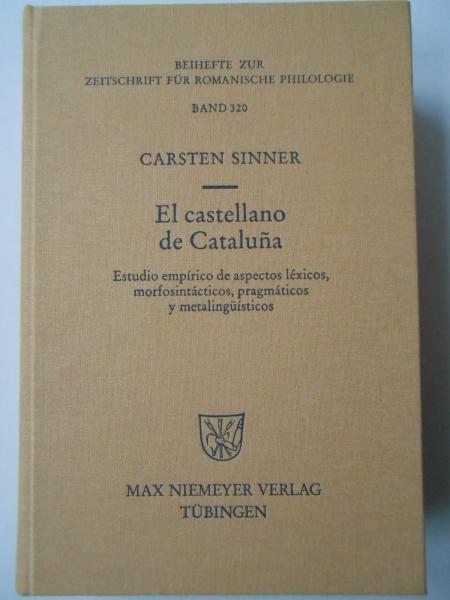 BEIHEFTE ZUR
ZEITSCHRIFT FÜR ROMANISCHE PHILOLOGIE
BAND 320
CARSTEN SINNER
El castellano
de Cataluña
Estudio empírico de aspectos léxicos,
morfosintácticos, pragmáticos
y metalingüísticos
MAX NIEMEYER VERLAG
TÜBINGEN